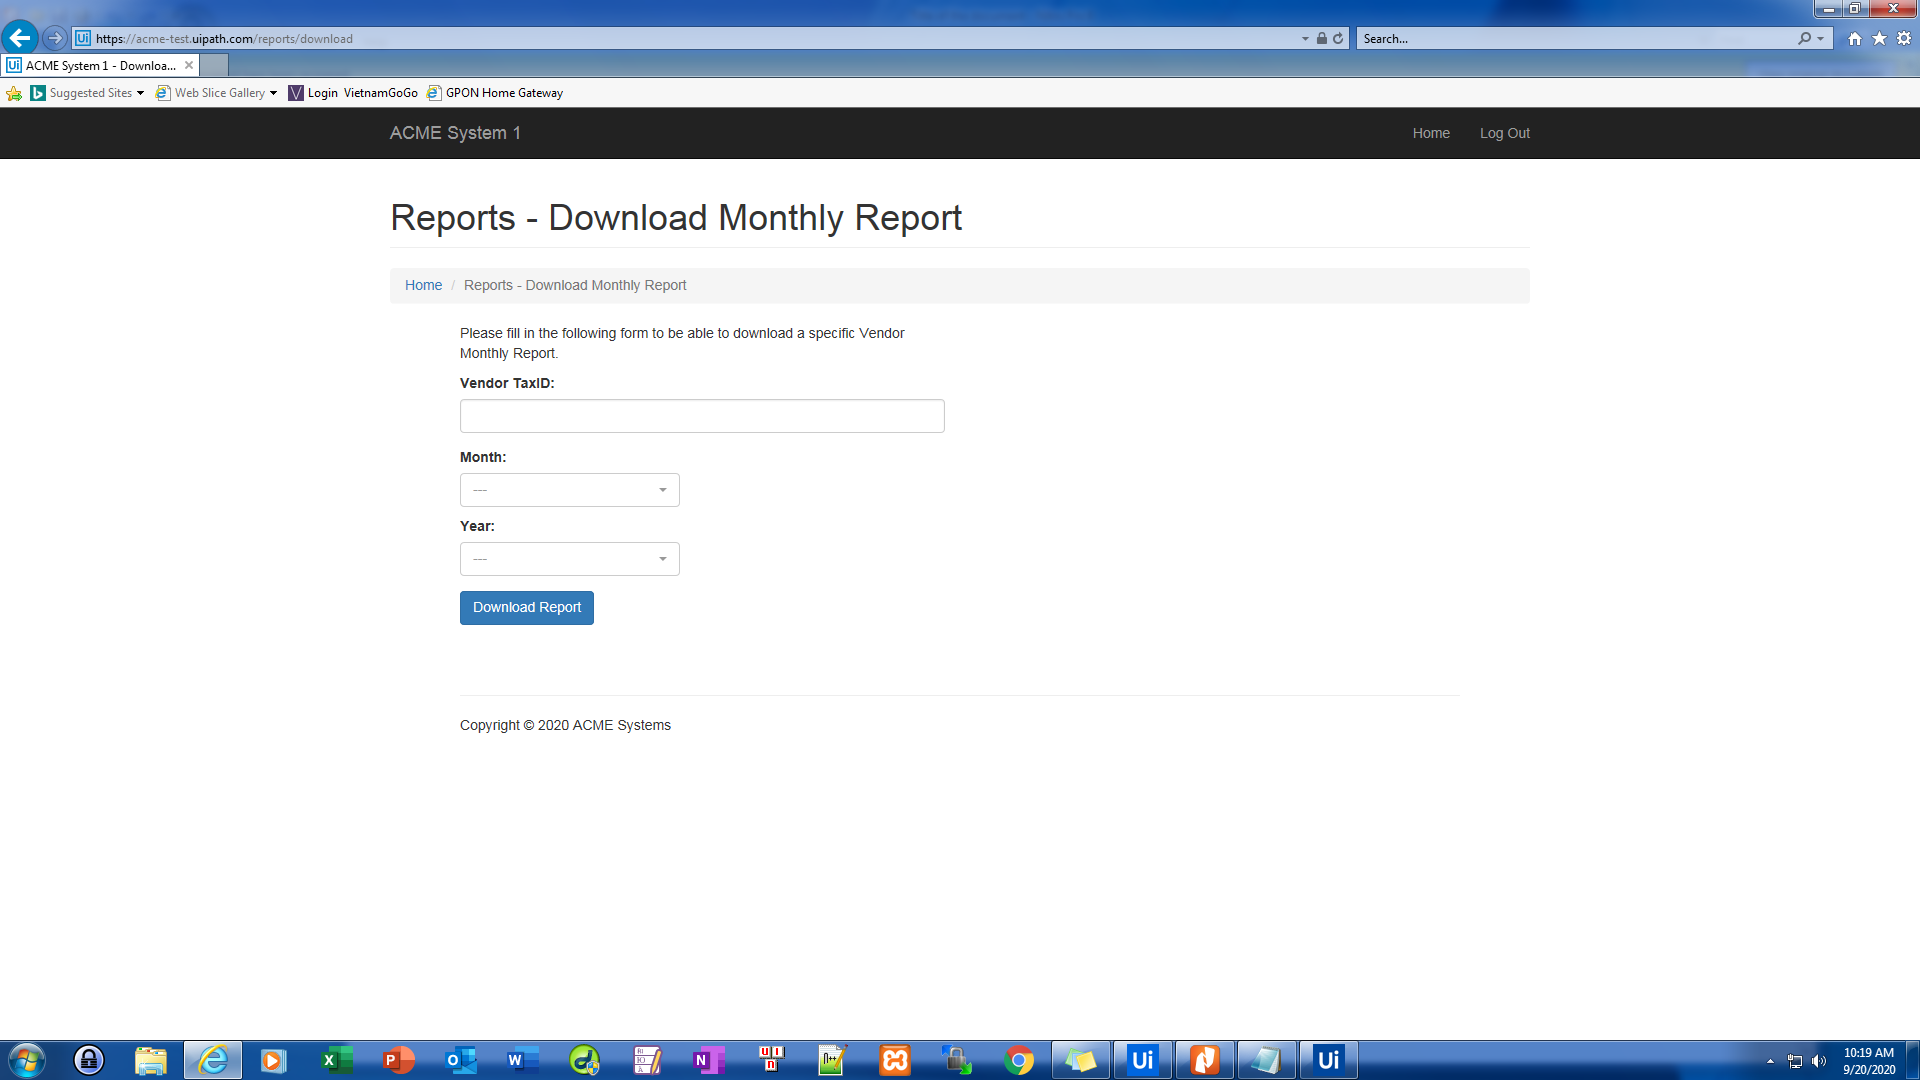 https://acme-test.uipath.com/reports/download
Search...
ACME System 1 - Downloa...
Suggested Sites
Web Slice Gallery
Login VietnamGoGo
GPON Home Gateway
ACME System 1
Home
Log Out
Reports - Download Monthly Report
Home / Reports - Download Monthly Report
Please fill in the following form to be able to download a specific Vendor
Monthly Report.
Vendor TaxID:
Month:
---
Year:
---
Download Report
Copyright © 2020 ACME Systems
10:19 AM
9/20/2020